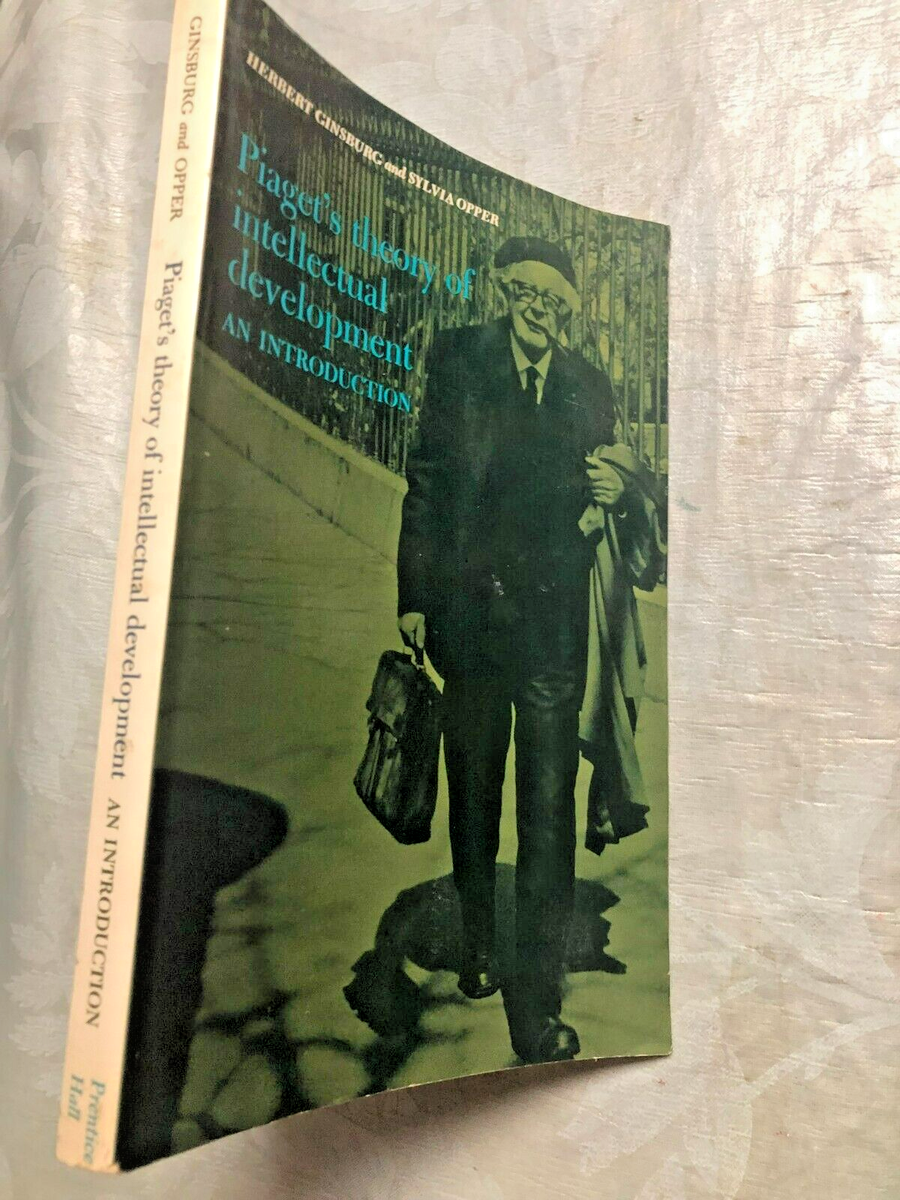 GINSBURG and OPPER Piaget's theory of intellectual development AN INTRODUCTION
Prentice
Hall
HERBERT GINSBURG and SYLVIA OPPER
Piaget's theory of
intellectual
development
AN INTRODUCTION